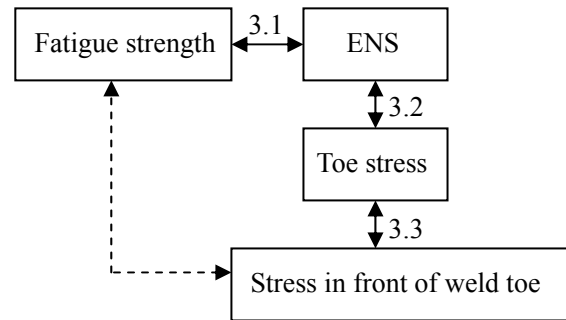 Fatigue strength
3.1
ENS
3.2
Toe stress
3.3
Stress in front of weld toe